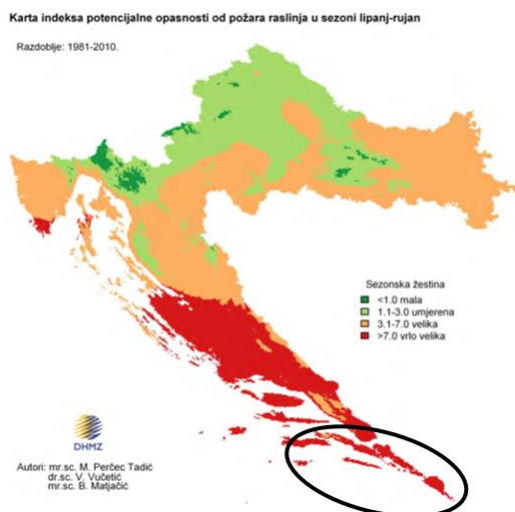 Karta indeksa potencijalne opasnosti od požara raslinja u sezoni lipanj-rujan
Razdoblje: 1981-2010.
Sezonska žestina
<1.0 mala
1.1-3.0 umjerena
3.1-7.0 velika
>7.0 vrlo velika
DHMZ
Autori: mr.sc. M. Perčec Tadić
dr.sc. V. Vučetić
mr.sc. B. Matjačić